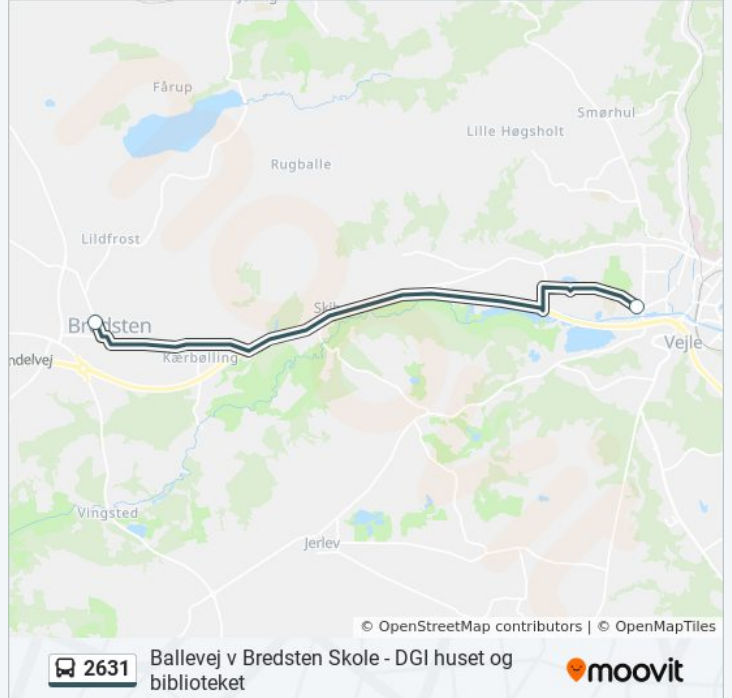 Fårup
Smørhul
Lille Høgsholt
Rugballe
Lildfrost
Bredsten
Vejle
ndelvej
Kærbølling
Vingsted
Jerlev
© OpenStreetMap contributors | © OpenMapTiles
2631
Ballevej v Bredsten Skole - DGI huset og
biblioteket
moovit